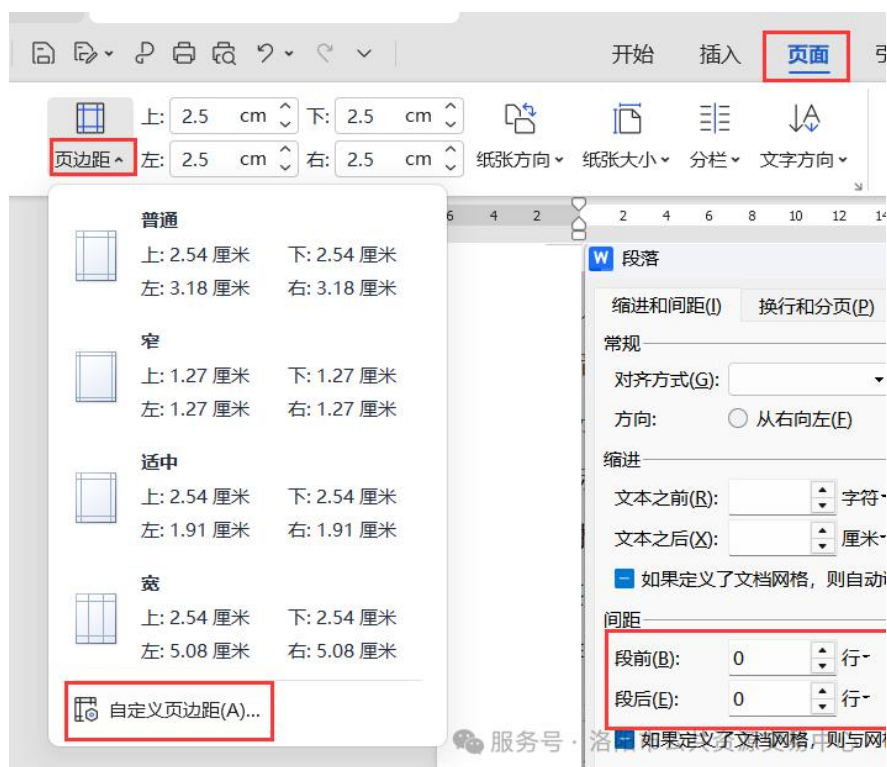 开始 插入 页面
页边距 上: 2.5 cm 下: 2.5 cm
左: 2.5 cm 右: 2.5 cm
纸张方向 纸张大小 分栏 文字方向
普通
上: 2.54 厘米 下: 2.54 厘米
左: 3.18 厘米 右: 3.18 厘米
窄
上: 1.27 厘米 下: 1.27 厘米
左: 1.27 厘米 右: 1.27 厘米
适中
上: 2.54 厘米 下: 2.54 厘米
左: 1.91 厘米 右: 1.91 厘米
宽
上: 2.54 厘米 下: 2.54 厘米
左: 5.08 厘米 右: 5.08 厘米
自定义页边距(A)...
6 4 2 2 4 6 8 10 12 14
W 段落
缩进和间距(I) 换行和分页(P)
常规
对齐方式(G):
方向: 从右向左(F)
缩进
文本之前(R): 字符
文本之后(X): 厘米
如果定义了文档网格，则自动
间距
段前(B): 0 行
段后(E): 0 行
如果定义了文档网格，则与网
服务号 ·